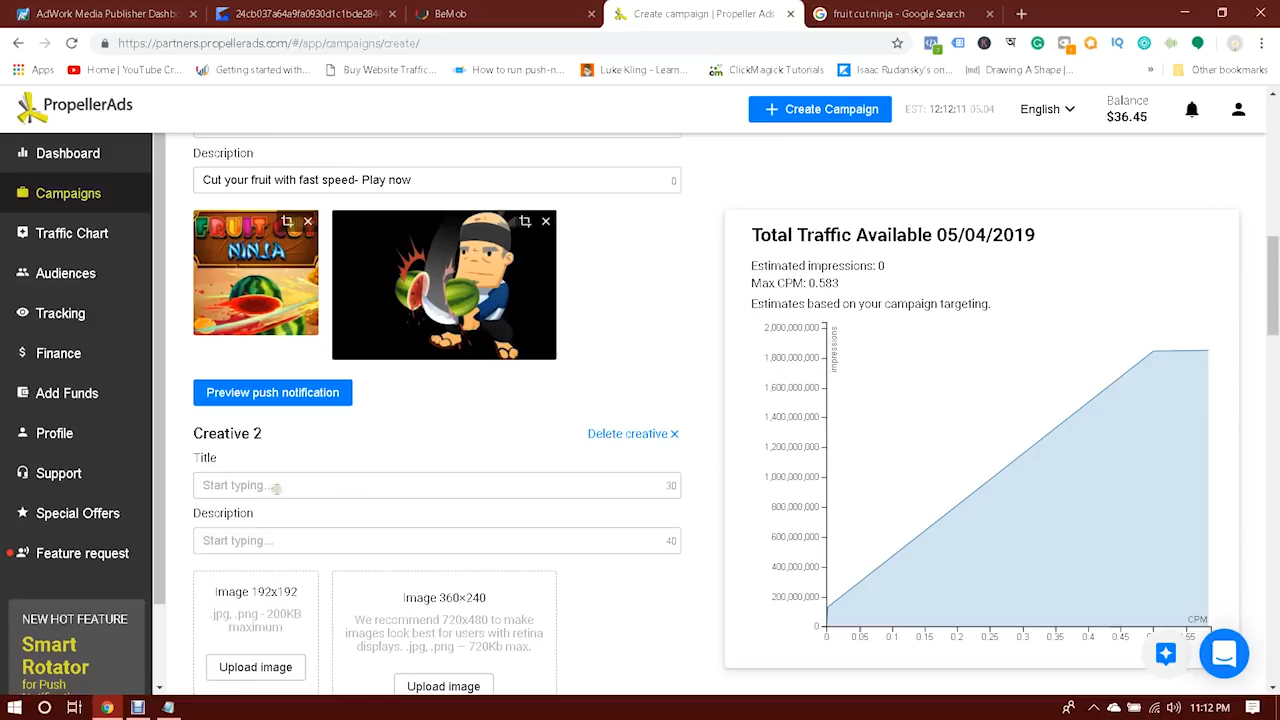 AdWork Media Publisher Dashbo
24cb037a64a9fa0930d1c1bde284
BeMob
Create campaign | Propeller Ads
fruit cut ninja - Google Search
https://partners.propellerads.com/#/app/campaigns/create/
Apps
Home | YouTube Cr...
Getting started with...
Buy Website Traffic...
How to run push-n...
Luke Kling - Learn...
ClickMagick Tutorials
Isaac Rudansky's on...
[md] Drawing A Shape |...
»
Other bookmarks
PropellerAds
+ Create Campaign
EST: 12:12:11 05.04
English
Balance
$36.45
Dashboard
Campaigns
Traffic Chart
Audiences
Tracking
Finance
Add Funds
Profile
Support
Special Offers
Feature request
NEW HOT FEATURE
Smart
Rotator
for Push
Description
Cut your fruit with fast speed- Play now
0
FRUIT CUT
NINJA
Preview push notification
Creative 2
Delete creative ×
Title
Start typing...
30
Description
Start typing...
40
Image 192x192
.jpg, .png - 200KB
maximum
Upload image
Image 360×240
We recommend 720x480 to make
images look best for users with retina
displays. .jpg, .png — 720Kb max.
Upload image
Total Traffic Available 05/04/2019
Estimated impressions: 0
Max CPM: 0.583
Estimates based on your campaign targeting.
2,000,000,000
1,800,000,000
1,600,000,000
1,400,000,000
1,200,000,000
1,000,000,000
800,000,000
600,000,000
400,000,000
200,000,000
0
impressions
CPM
0
0.05
0.1
0.15
0.2
0.25
0.3
0.35
0.4
0.45
55
11:12 PM